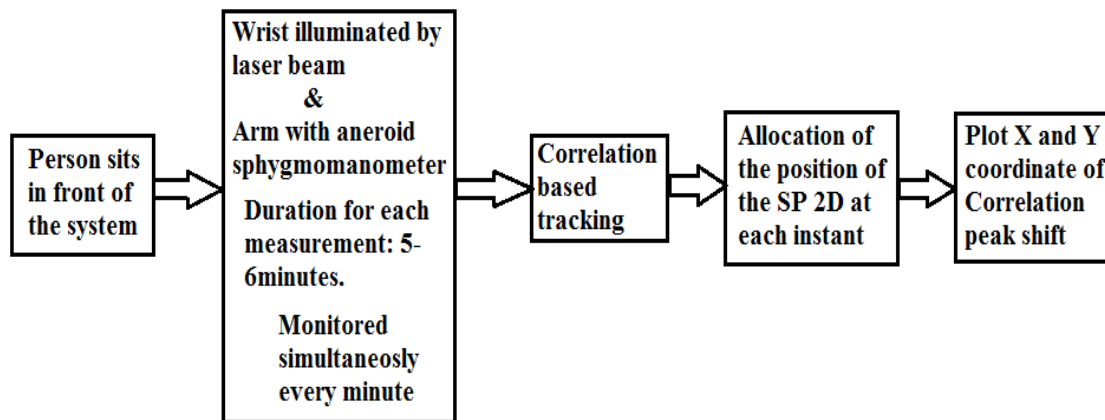 Person sits
in front of
the system
Wrist illuminated by
laser beam
&
Arm with aneroid
sphygmomanometer
Duration for each
measurement: 5-
6minutes.
Monitored
simultaneosly
every minute
Correlation
based
tracking
Allocation of
the position of
the SP 2D at
each instant
Plot X and Y
coordinate of
Correlation
peak shift